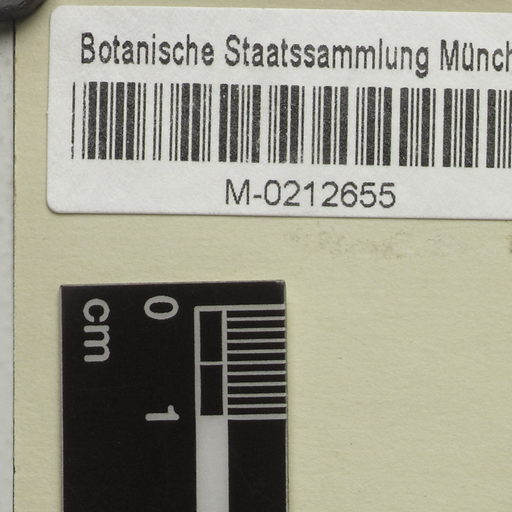 Botanische Staatssammlung Münch
M-0212655
cm
0
1